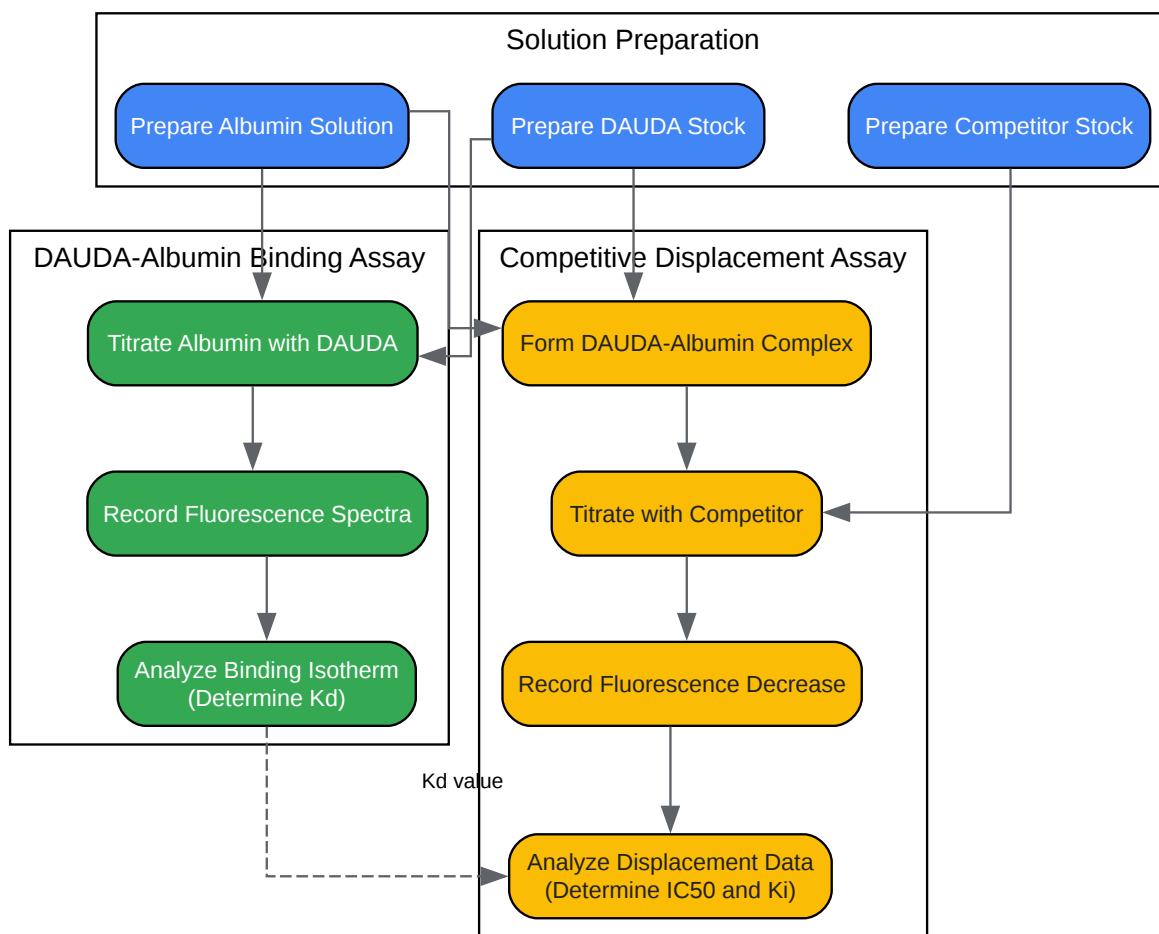 Solution Preparation
Prepare Albumin Solution
Prepare DAUDA Stock
Prepare Competitor Stock
DAUDA-Albumin Binding Assay
Competitive Displacement Assay
Titrate Albumin with DAUDA
Form DAUDA-Albumin Complex
Record Fluorescence Spectra
Titrate with Competitor
Analyze Binding Isotherm
(Determine Kd)
Record Fluorescence Decrease
Kd value
Analyze Displacement Data
(Determine IC50 and Ki)